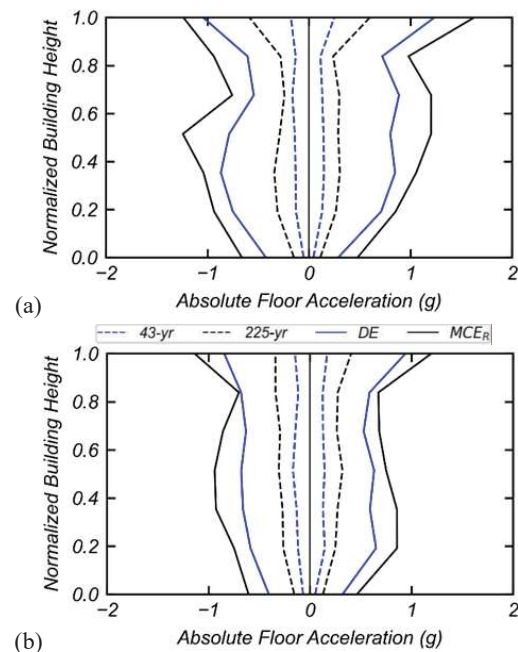 1.0
0.8
0.6
0.4
0.2
0.0
Normalized Building Height
−2 −1 0 1 2
(a)
Absolute Floor Acceleration (g)
43-yr 225-yr DE MCER
1.0
0.8
0.6
0.4
0.2
0.0
Normalized Building Height
−2 −1 0 1 2
(b)
Absolute Floor Acceleration (g)